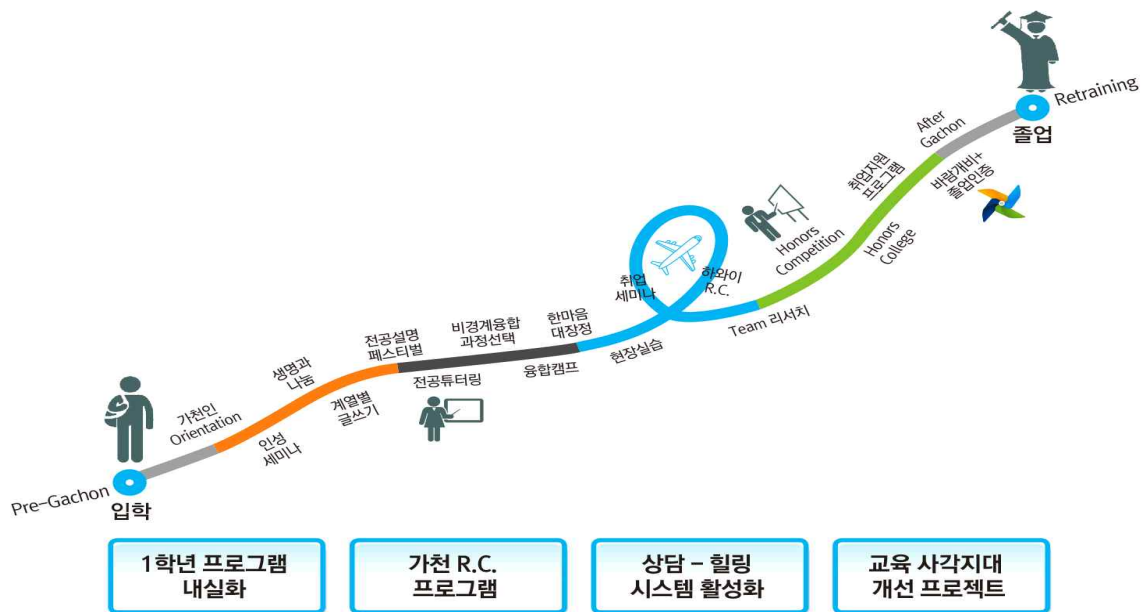 Pre-Gachon
입학
가천인
Orientation
인성
세미나
생명과
나눔
계열별
글쓰기
전공설명
페스티벌
전공튜터링
비경계융합
과정선택
융합캠프
한마음
대장정
현장실습
취업
세미나
하와이
R.C.
Team 리서치
Honors
Competition
취업지원
프로그램
Honors
College
After
Gachon
바람개비+
졸업인증
졸업
Retraining
1학년 프로그램
내실화
가천 R.C.
프로그램
상담 – 힐링
시스템 활성화
교육 사각지대
개선 프로젝트